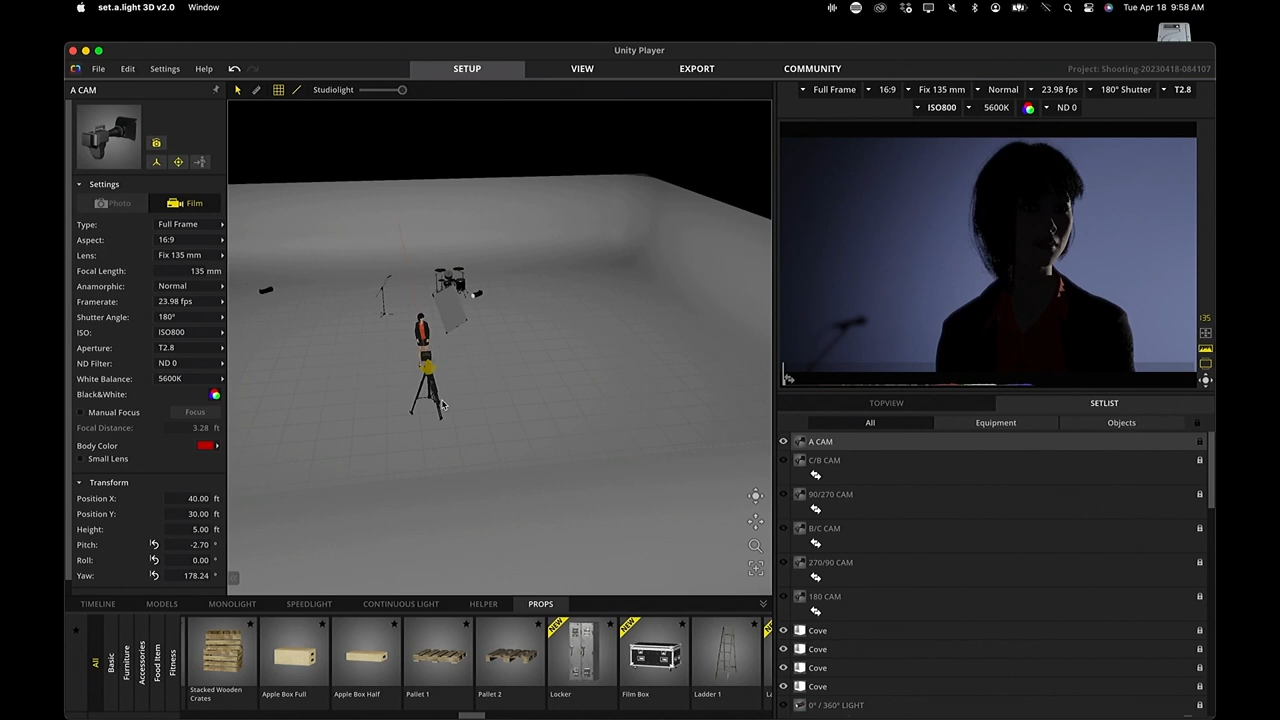 set.a.light 3D v2.0 Window Tue Apr 18 9:58 AM
Unity Player
File Edit Settings Help SETUP VIEW EXPORT COMMUNITY Project: Shooting-20230418-084107
A CAM Studiolight Full Frame 16:9 Fix 135 mm Normal 23.98 fps 180° Shutter T2.8
ISO800 5600K ND 0
Settings
Photo Film
Type: Full Frame
Aspect: 16:9
Lens: Fix 135 mm
Focal Length: 135 mm
Anamorphic: Normal
Framerate: 23.98 fps
Shutter Angle: 180°
ISO: ISO800
Aperture: T2.8
ND Filter: ND 0
White Balance: 5600K
Black&White:
Manual Focus Focus
Focal Distance: 3.28 ft
Body Color
Small Lens
Transform
Position X: 40.00 ft
Position Y: 30.00 ft
Height: 5.00 ft
Pitch: -2.70 °
Roll: 0.00 °
Yaw: 178.24 °
135
TOPVIEW SETLIST
All Equipment Objects
A CAM
C/B CAM
90/270 CAM
B/C CAM
270/90 CAM
180 CAM
Cove
Cove
Cove
Cove
0° / 360° LIGHT
TIMELINE MODELS MONOLIGHT SPEEDLIGHT CONTINUOUS LIGHT HELPER PROPS
All
Basic
Furniture
Accessories
Food Item
Fitness
NEW
NEW
Stacked Wooden
Crates
Apple Box Full
Apple Box Half
Pallet 1
Pallet 2
Locker
Film Box
Ladder 1